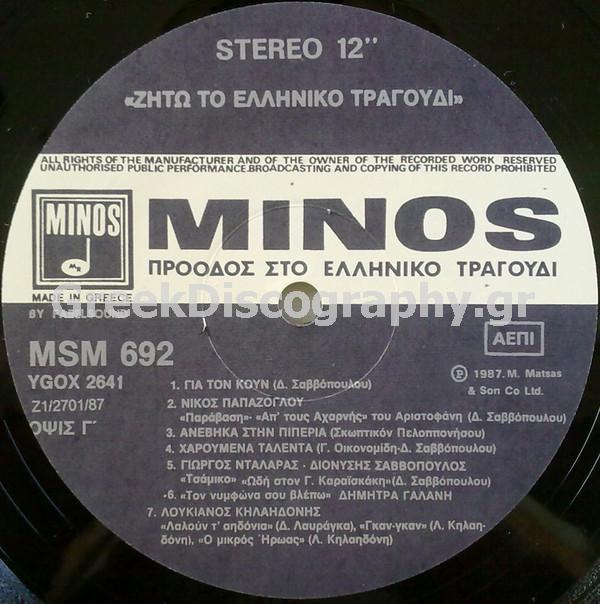 STEREO 12''
«ΖΗΤΩ ΤΟ ΕΛΛΗΝΙΚΟ ΤΡΑΓΟΥΔΙ»
ALL RIGHTS OF THE MANUFACTURER AND OF THE OWNER OF THE RECORDED WORK RESERVED
UNAUTHORISED PUBLIC PERFORMANCE.BROADCASTING AND COPYING OF THIS RECORD PROHIBITED
MINOS
MR
MINOS
ΠΡΟΟΔΟΣ ΣΤΟ ΕΛΛΗΝΙΚΟ ΤΡΑΓΟΥΔΙ
MADE IN GREECE
GreekDiscography.gr
BY FEELSOUND
MSM 692
YGOX 2641
Ζ1/2701/87
ΟΨΙΣ Γ΄
ΑΕΠΙ
Ⓟ 1987. M. Matsas
& Son Co Ltd.
1. ΓΙΑ ΤΟΝ ΚΟΥΝ (Δ. Σαββόπουλου)
2. ΝΙΚΟΣ ΠΑΠΑΖΟΓΛΟΥ
«Παράβαση»- «Απ' τους Αχαρνής» του Αριστοφάνη (Δ. Σαββόπουλου)
3. ΑΝΕΒΗΚΑ ΣΤΗΝ ΠΙΠΕΡΙΑ (Σκωπτικόν Πελοποννήσου)
4. ΧΑΡΟΥΜΕΝΑ ΤΑΛΕΝΤΑ (Γ. Οικονομίδη-Δ. Σαββόπουλου)
5. ΓΙΩΡΓΟΣ ΝΤΑΛΑΡΑΣ - ΔΙΟΝΥΣΗΣ ΣΑΒΒΟΠΟΥΛΟΣ
«Τσάμικο» «Ωδή στον Γ. Καραϊσκάκη»(Δ. Σαββόπουλου)
-6. «Τον νυμφώνα σου βλέπω» ΔΗΜΗΤΡΑ ΓΑΛΑΝΗ
7. ΛΟΥΚΙΑΝΟΣ ΚΗΛΑΗΔΟΝΗΣ
«Λαλούν τ' αηδόνια» (Δ. Λαυράγκα), «Γκαν-γκαν» (Λ. Κηλαη-
δόνη), «Ο μικρός Ήρωας» (Λ. Κηλαηδόνη)